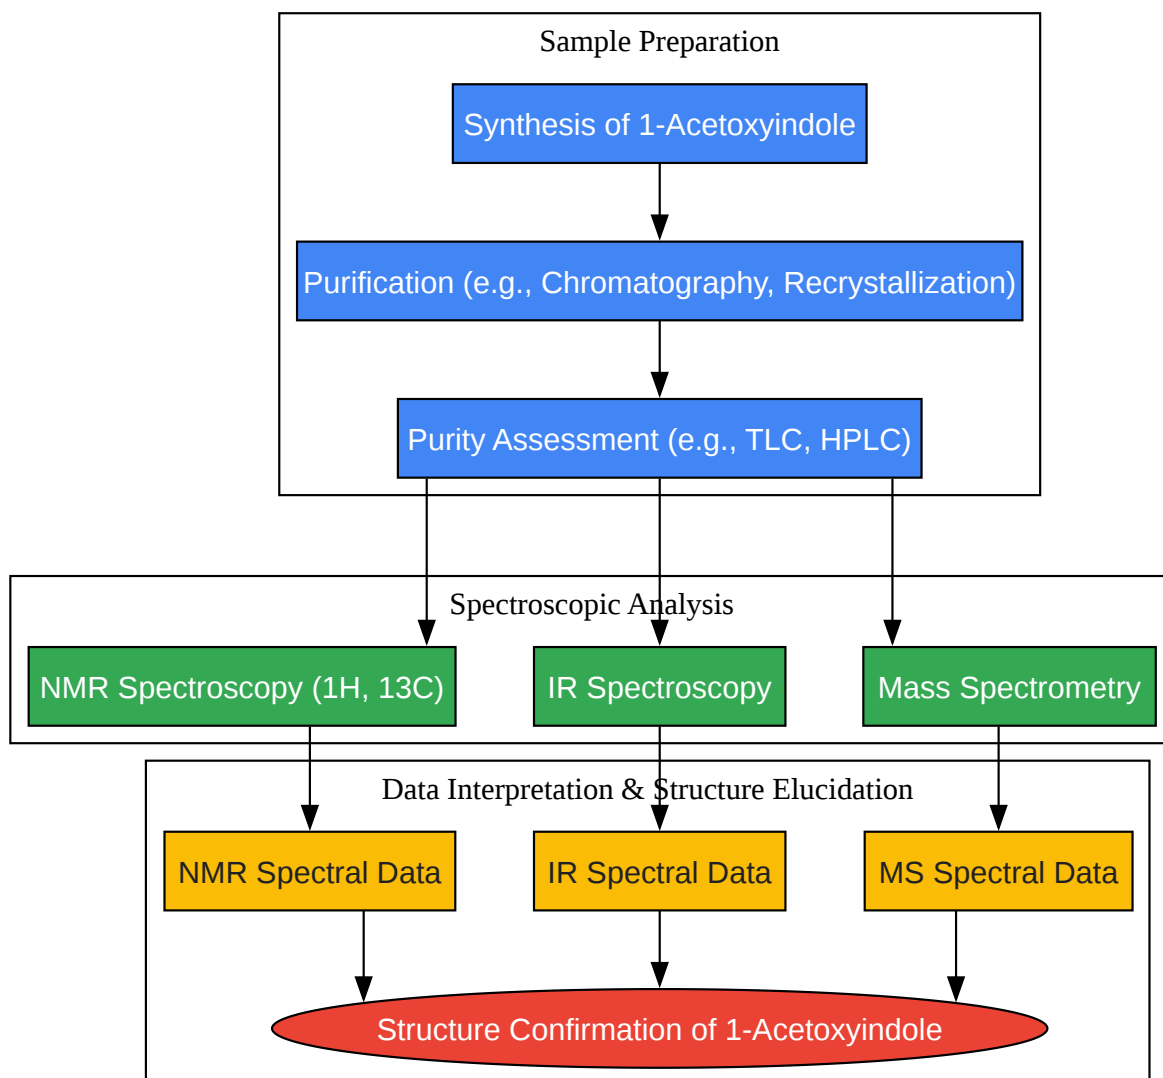 Sample Preparation
Synthesis of 1-Acetoxyindole
Purification (e.g., Chromatography, Recrystallization)
Purity Assessment (e.g., TLC, HPLC)
Spectroscopic Analysis
NMR Spectroscopy (1H, 13C)
IR Spectroscopy
Mass Spectrometry
Data Interpretation & Structure Elucidation
NMR Spectral Data
IR Spectral Data
MS Spectral Data
Structure Confirmation of 1-Acetoxyindole